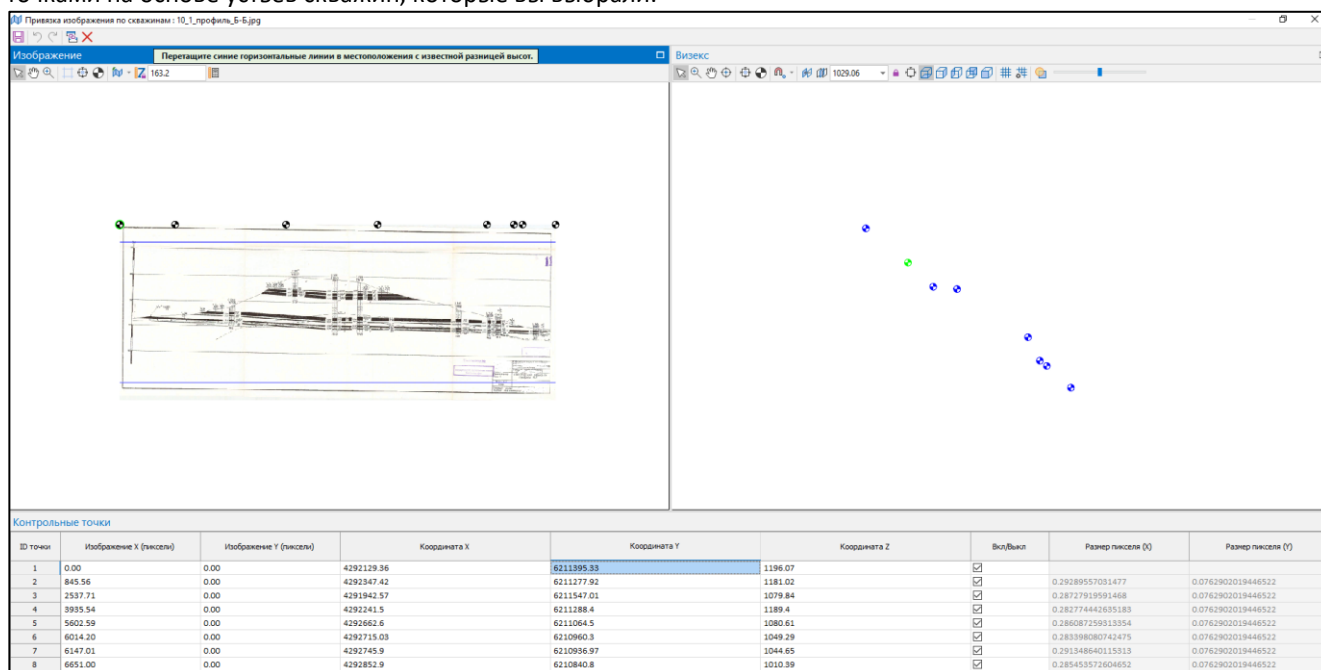 точками на основе устьев скважин, которые вы выбрали.
Привязка изображения по скважинам : 10_1_профиль_Б-Б.jpg
Изображение
Перетащите синие горизонтальные линии в местоположения с известной разницей высот.
Визекс
163.2
1029.06
Контрольные точки
ID точки Изображение X (пиксели) Изображение Y (пиксели) Координата X Координата Y Координата Z Вкл/Выкл Размер пикселя (X) Размер пикселя (Y)
1 0.00 0.00 4292129.36 6211395.33 1196.07
2 845.56 0.00 4292347.42 6211277.92 1181.02 0.29289557031477 0.0762902019446522
3 2537.71 0.00 4291942.57 6211547.01 1079.84 0.28727919591468 0.0762902019446522
4 3935.54 0.00 4292241.5 6211288.4 1189.4 0.282774442635183 0.0762902019446522
5 5602.59 0.00 4292662.6 6211064.5 1080.61 0.286087259313354 0.0762902019446522
6 6014.20 0.00 4292715.03 6210960.3 1049.29 0.283398080742475 0.0762902019446522
7 6147.01 0.00 4292745.9 6210936.97 1044.65 0.291348640115313 0.0762902019446522
8 6651.00 0.00 4292852.9 6210840.8 1010.39 0.285453572604652 0.0762902019446522